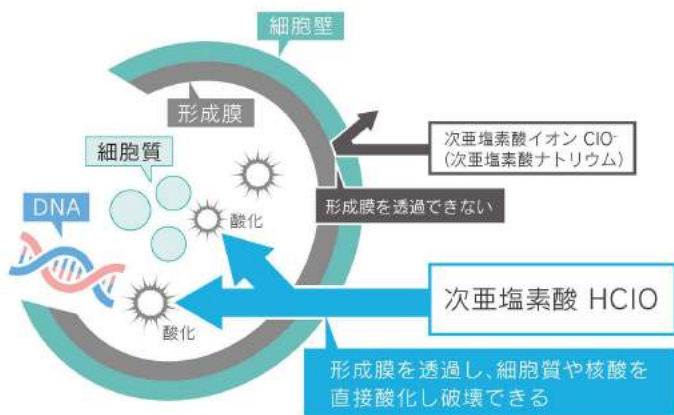 細胞壁
形成膜
細胞質
DNA
酸化
酸化
次亜塩素酸イオン ClO⁻
(次亜塩素酸ナトリウム)
形成膜を透過できない
次亜塩素酸 HClO
形成膜を透過し、細胞質や核酸を
直接酸化し破壊できる